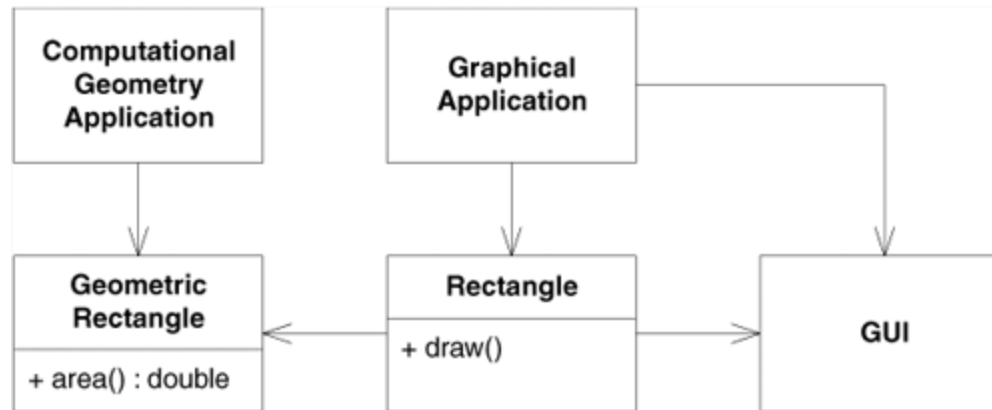 Computational
Geometry
Application
Graphical
Application
Geometric
Rectangle
+ area() : double
Rectangle
+ draw()
GUI